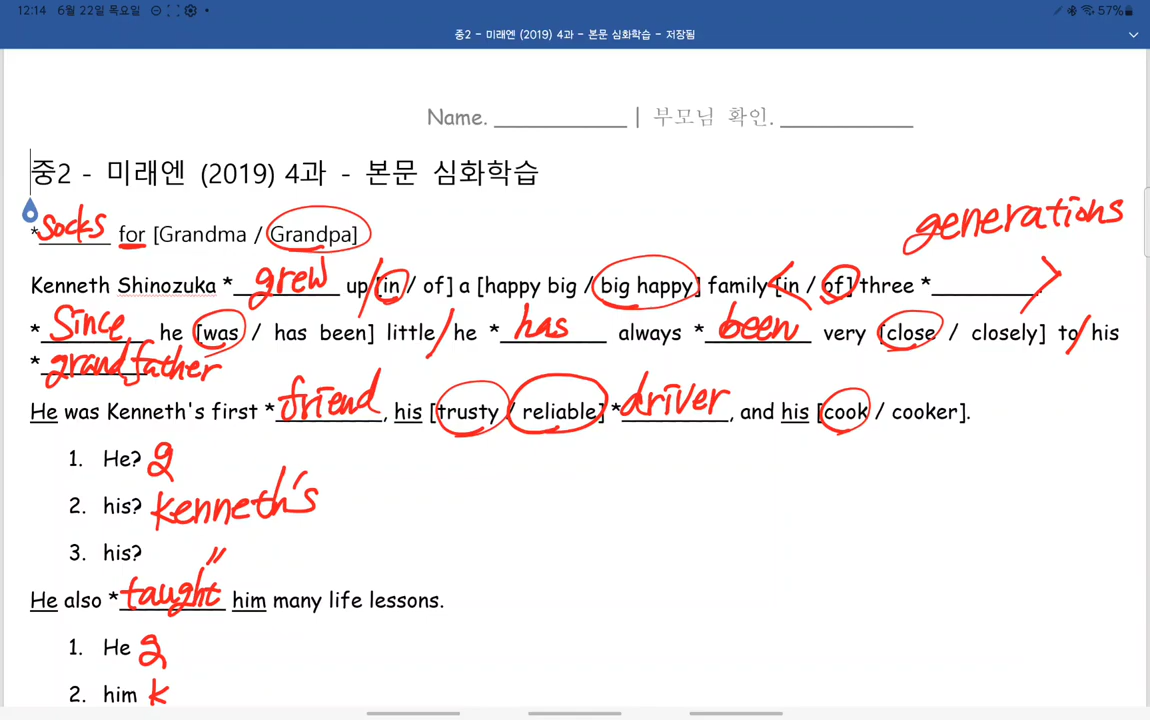 12:14 6월 22일 목요일 57%
중2 - 미래엔 (2019) 4과 - 본문 심화학습 - 저장됨
Name. ____________ | 부모님 확인. ____________
중2 - 미래엔 (2019) 4과 - 본문 심화학습
generations
*socks for [Grandma / Grandpa]
Kenneth Shinozuka *grew up / [in / of] a [happy big / big happy] family <[in / of] three *__________. >
*Since he [was / has been] little / he *has always *been very [close / closely] to / his
*grandfather
He was Kenneth's first *friend, his [trusty / reliable] *driver, and his [cook / cooker].
1. He? g
2. his? Kenneth's
3. his? "
He also *taught him many life lessons.
1. He g
2. him k